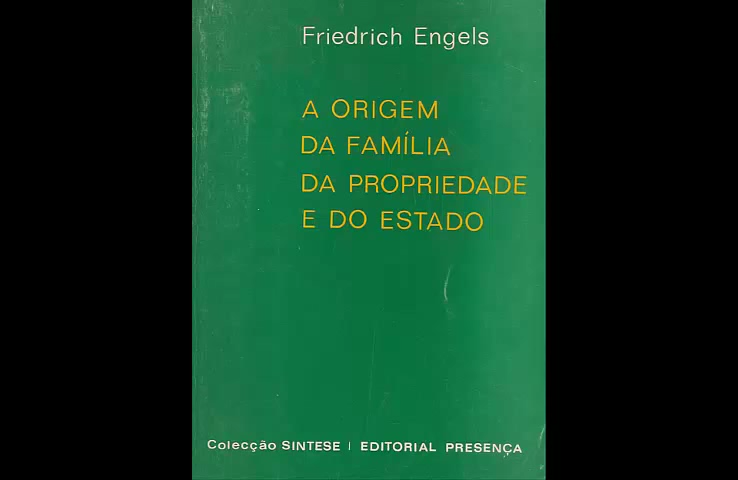 Friedrich Engels
A ORIGEM
DA FAMÍLIA
DA PROPRIEDADE
E DO ESTADO
Colecção SINTESE | EDITORIAL PRESENÇA